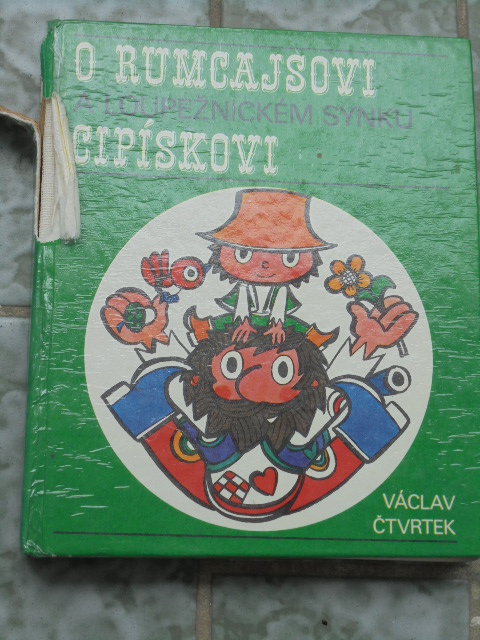 O RUMCAJSOVI
A LOUPEŽNICKÉM SYNKU
CIPÍSKOVI
VÁCLAV
ČTVRTEK